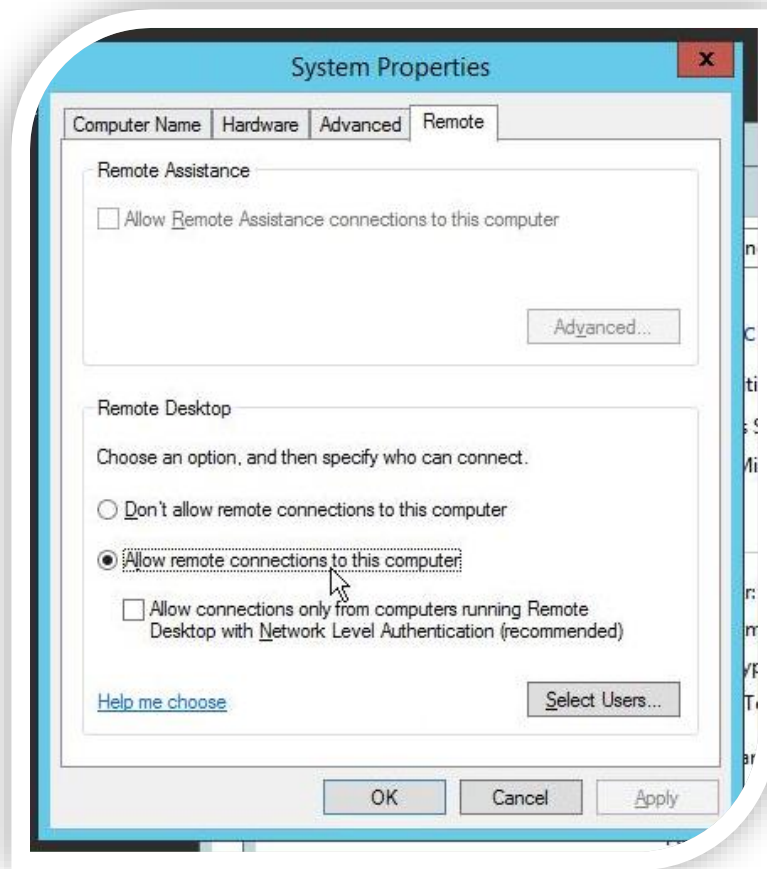 System Properties
x
Computer Name Hardware Advanced Remote
Remote Assistance
Allow Remote Assistance connections to this computer
Advanced...
Remote Desktop
Choose an option, and then specify who can connect.
Don't allow remote connections to this computer
Allow remote connections to this computer
Allow connections only from computers running Remote
Desktop with Network Level Authentication (recommended)
Help me choose
Select Users...
OK Cancel Apply